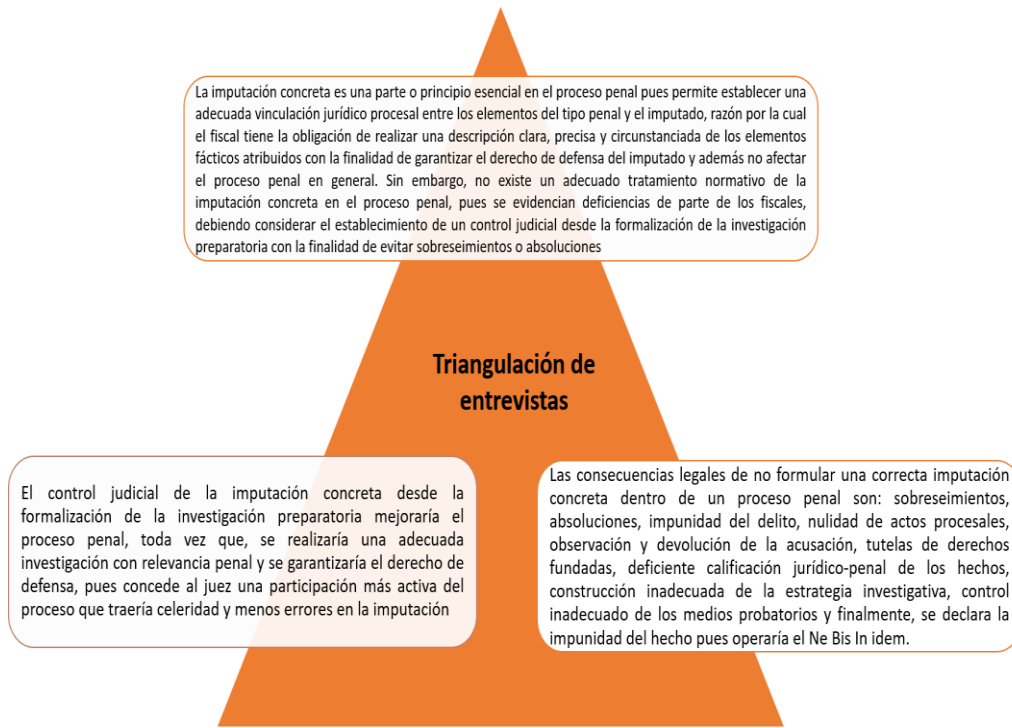 La imputación concreta es una parte o principio esencial en el proceso penal pues permite establecer una
adecuada vinculación jurídico procesal entre los elementos del tipo penal y el imputado, razón por la cual
el fiscal tiene la obligación de realizar una descripción clara, precisa y circunstanciada de los elementos
fácticos atribuidos con la finalidad de garantizar el derecho de defensa del imputado y además no afectar
el proceso penal en general. Sin embargo, no existe un adecuado tratamiento normativo de la
imputación concreta en el proceso penal, pues se evidencian deficiencias de parte de los fiscales,
debiendo considerar el establecimiento de un control judicial desde la formalización de la investigación
preparatoria con la finalidad de evitar sobreseimientos o absoluciones
Triangulación de
entrevistas
El control judicial de la imputación concreta desde la
formalización de la investigación preparatoria mejoraría el
proceso penal, toda vez que, se realizaría una adecuada
investigación con relevancia penal y se garantizaría el derecho de
defensa, pues concede al juez una participación más activa del
proceso que traería celeridad y menos errores en la imputación
Las consecuencias legales de no formular una correcta imputación
concreta dentro de un proceso penal son: sobreseimientos,
absoluciones, impunidad del delito, nulidad de actos procesales,
observación y devolución de la acusación, tutelas de derechos
fundadas, deficiente calificación jurídico-penal de los hechos,
construcción inadecuada de la estrategia investigativa, control
inadecuado de los medios probatorios y finalmente, se declara la
impunidad del hecho pues operaría el Ne Bis In idem.